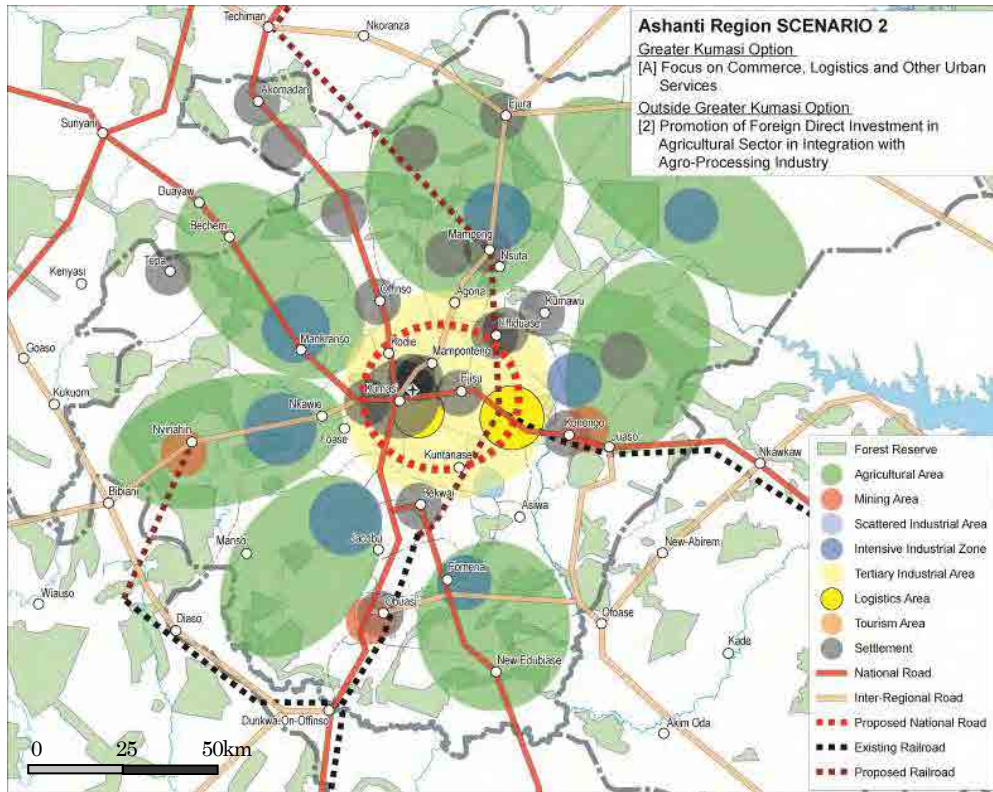 Ashanti Region SCENARIO 2
Greater Kumasi Option
[A] Focus on Commerce, Logistics and Other Urban
Services
Outside Greater Kumasi Option
[2] Promotion of Foreign Direct Investment in
Agricultural Sector in Integration with
Agro-Processing Industry
Techiman
Nkoranza
Akomadan
Ejura
Sunyani
Duayaw
Bechem
Mampong
Nsuta
Tepa
Kenyasi
Offinso
Agona
Kumawu
Effiduase
Goaso
Mankranso
Kodie
Mamponteng
Kukuom
Kumasi
Ejisu
Nkawie
Foase
Konongo
Juaso
Nyinahin
Kuntanase
Nkawkaw
Bibiani
Bekwai
Asiwa
Manso
Jacobu
New-Abirem
Fomena
Wiauso
Obuasi
Diaso
Ofoase
Kade
New Edubiase
Dunkwa-On-Offinso
Akim Oda
0 25 50km
Forest Reserve
Agricultural Area
Mining Area
Scattered Industrial Area
Intensive Industrial Zone
Tertiary Industrial Area
Logistics Area
Tourism Area
Settlement
National Road
Inter-Regional Road
Proposed National Road
Existing Railroad
Proposed Railroad